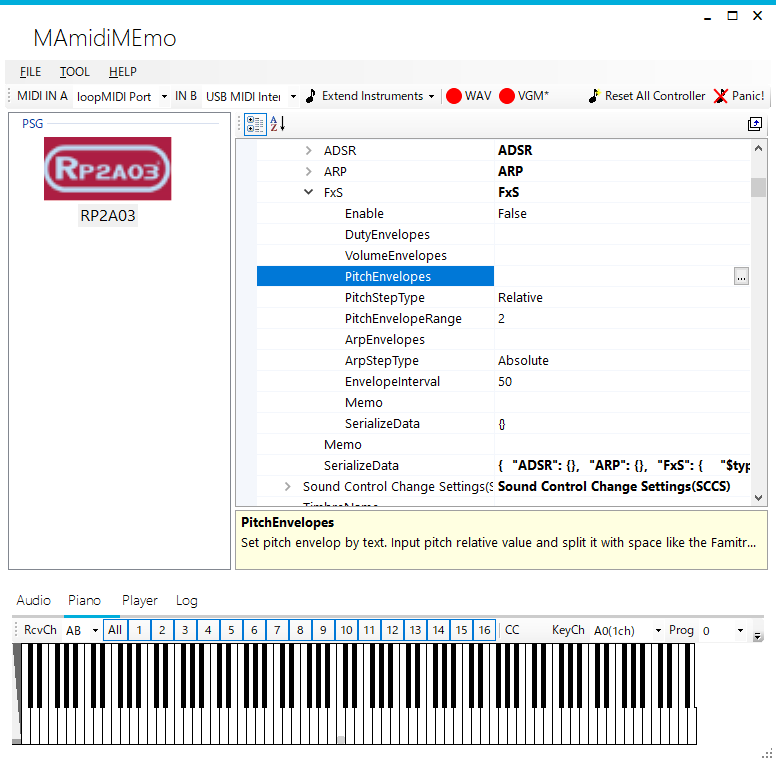 MAmidiMEmo
FILE TOOL HELP
MIDI IN A loopMIDI Port IN B USB MIDI Inter Extend Instruments WAV VGM* Reset All Controller Panic!
PSG
RP2A03
RP2A03
A
Z
ADSR ADSR
ARP ARP
FxS FxS
Enable False
DutyEnvelopes
VolumeEnvelopes
PitchEnvelopes ...
PitchStepType Relative
PitchEnvelopeRange 2
ArpEnvelopes
ArpStepType Absolute
EnvelopeInterval 50
Memo
SerializeData {}
Memo
SerializeData { "ADSR": {}, "ARP": {}, "FxS": { "$typ
Sound Control Change Settings(S Sound Control Change Settings(SCCS)
TimbreName
PitchEnvelopes
Set pitch envelop by text. Input pitch relative value and split it with space like the Famitr...
Audio Piano Player Log
RcvCh AB All 1 2 3 4 5 6 7 8 9 10 11 12 13 14 15 16 CC KeyCh A0(1ch) Prog 0